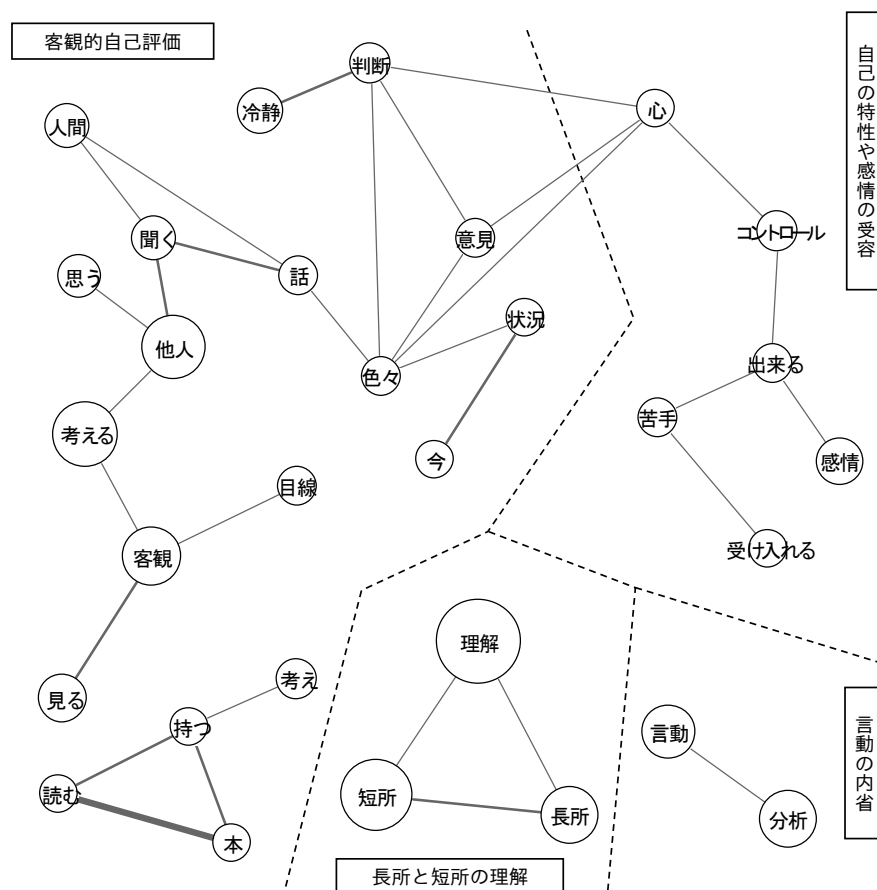 客観的自己評価
判断
冷静
心
人間
聞く
意見
コントロール
思う
話
状況
他人
出来る
色々
苦手
考える
今
感情
目線
受け入れる
客観
理解
考え
見る
持つ
言動
読む
短所
長所
分析
本
長所と短所の理解
自己の特性や感情の受容
言動の内省